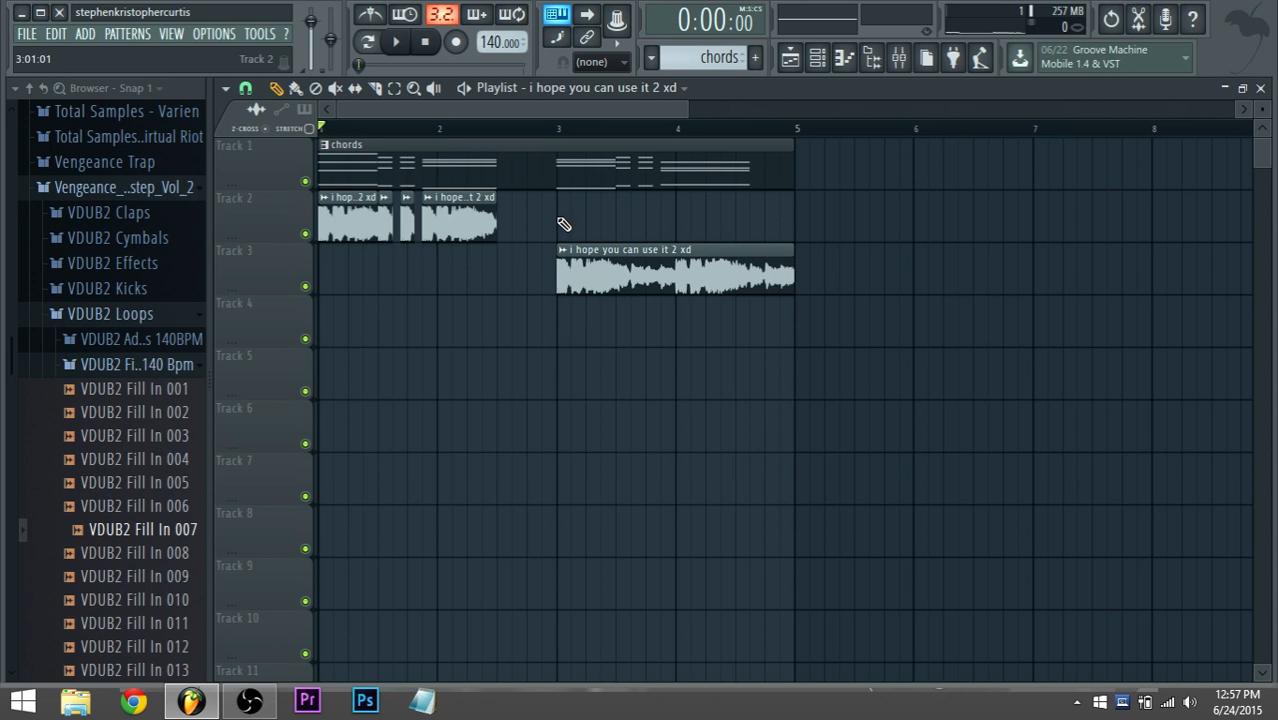 stephenkristophercurtis
FILE EDIT ADD PATTERNS VIEW OPTIONS TOOLS ?
3:01:01 Track 2
3.2
140.000
(none)
0:00:00
M:S:CS
chords
1 257 MB
0
06/22 Groove Machine
Mobile 1.4 & VST
Browser - Snap 1
Playlist - i hope you can use it 2 xd
Z-CROSS STRETCH
2 3 4 5 6 7 8
Total Samples - Varien
Total Samples...irtual Riot
Vengeance Trap
Vengeance_..step_Vol_2
VDUB2 Claps
VDUB2 Cymbals
VDUB2 Effects
VDUB2 Kicks
VDUB2 Loops
VDUB2 Ad..s 140BPM
VDUB2 Fi..140 Bpm
VDUB2 Fill In 001
VDUB2 Fill In 002
VDUB2 Fill In 003
VDUB2 Fill In 004
VDUB2 Fill In 005
VDUB2 Fill In 006
VDUB2 Fill In 007
VDUB2 Fill In 008
VDUB2 Fill In 009
VDUB2 Fill In 010
VDUB2 Fill In 011
VDUB2 Fill In 012
VDUB2 Fill In 013
Track 1
chords
Track 2
i hop..2 xd
i hope..t 2 xd
Track 3
i hope you can use it 2 xd
Track 4
Track 5
Track 6
Track 7
Track 8
Track 9
Track 10
Track 11
Pr
Ps
12:57 PM
6/24/2015